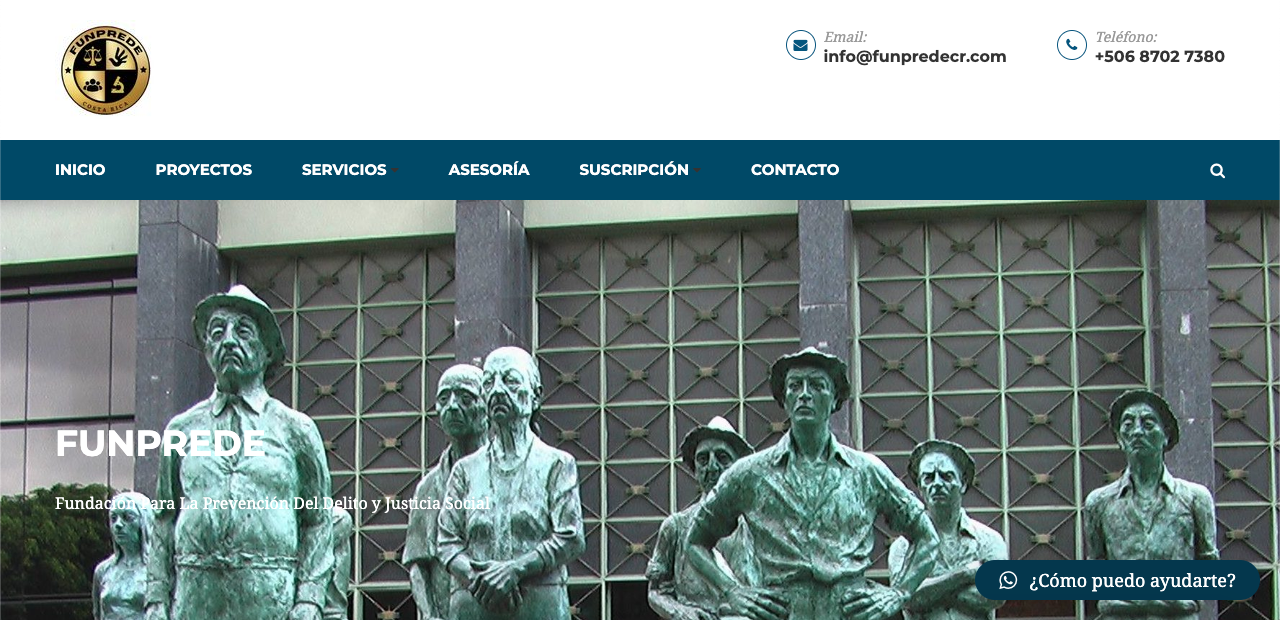 FUNPREDE
COSTA RICA
Email:
info@funpredecr.com
Teléfono:
+506 8702 7380
INICIO PROYECTOS SERVICIOS ASESORÍA SUSCRIPCIÓN CONTACTO
FUNPREDE
Fundación Para La Prevención Del Delito y Justicia Social
¿Cómo puedo ayudarte?